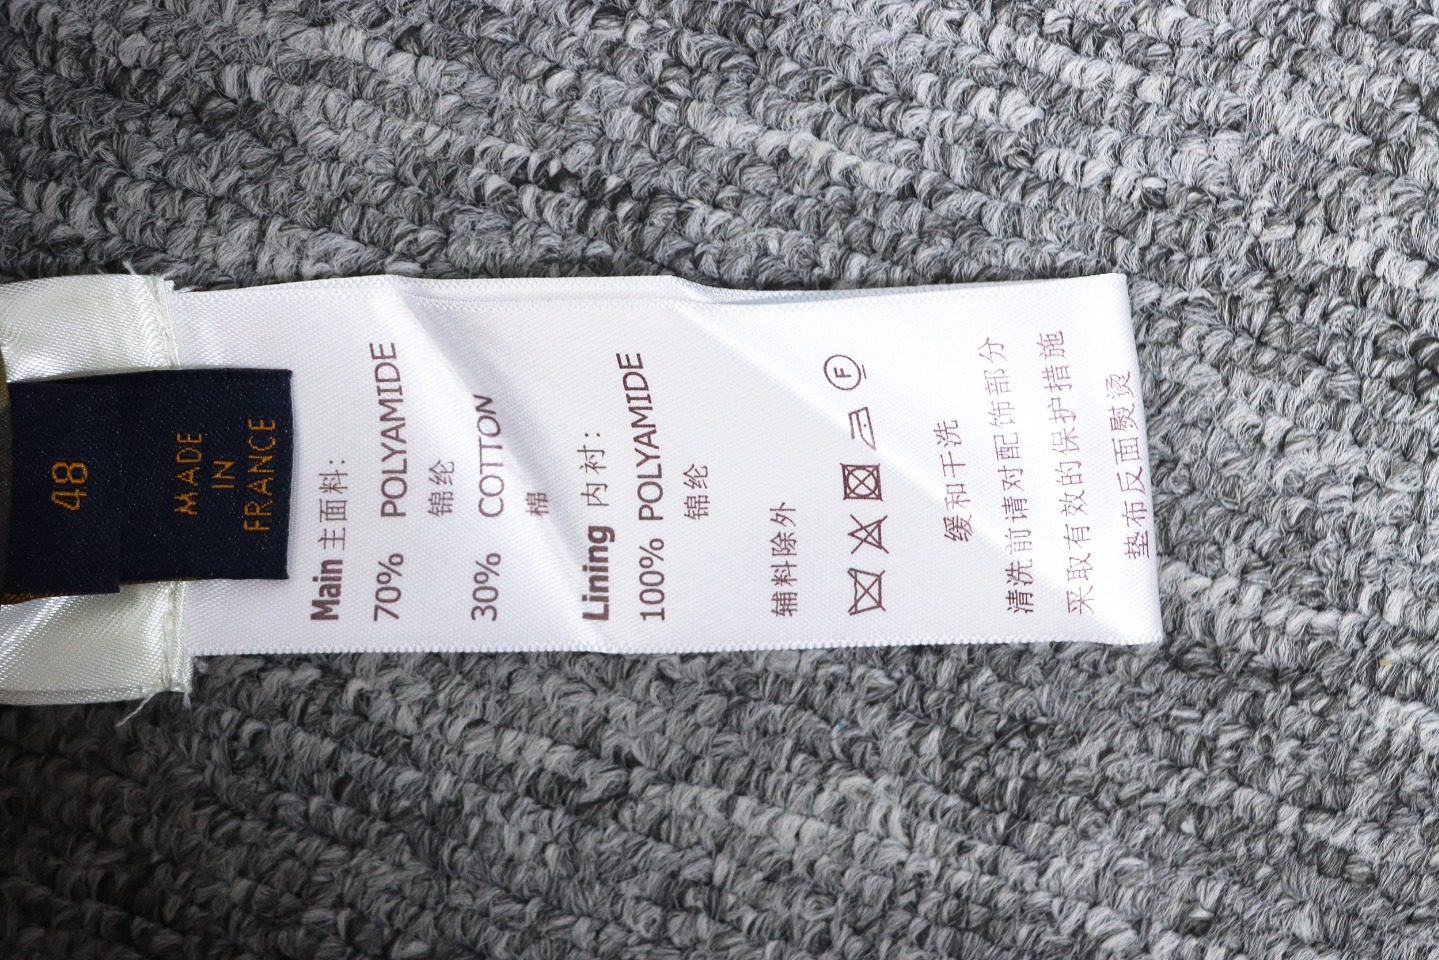 48
MADE
IN
FRANCE
Main 主面料:
70% POLYAMIDE
锦纶
30% COTTON
棉
Lining 内衬:
100% POLYAMIDE
锦纶
辅料除外
F
缓和干洗
清洗前请对配饰部分
采取有效的保护措施
垫布反面熨烫